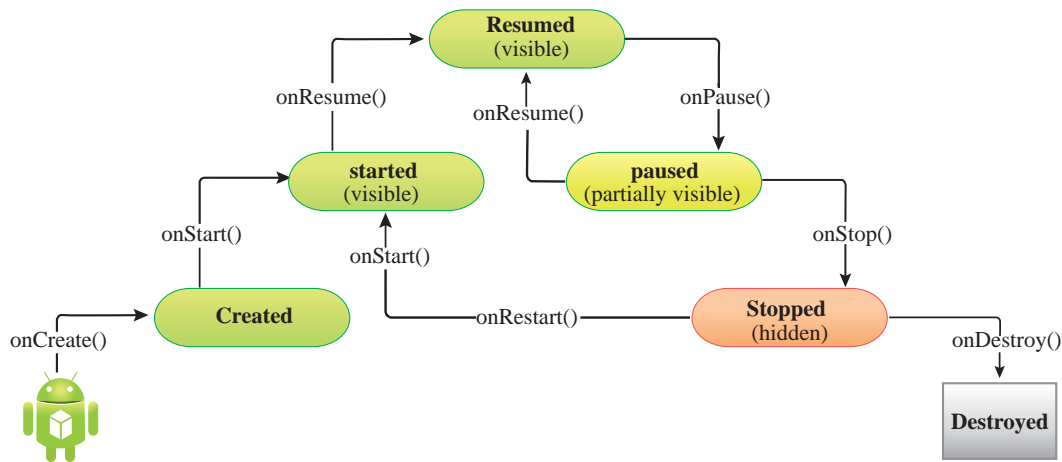 Resumed
(visible)
onResume()
onResume()
onPause()
started
(visible)
paused
(partially visible)
onStart()
onStart()
onStop()
Created
onRestart()
Stopped
(hidden)
onCreate()
onDestroy()
Destroyed